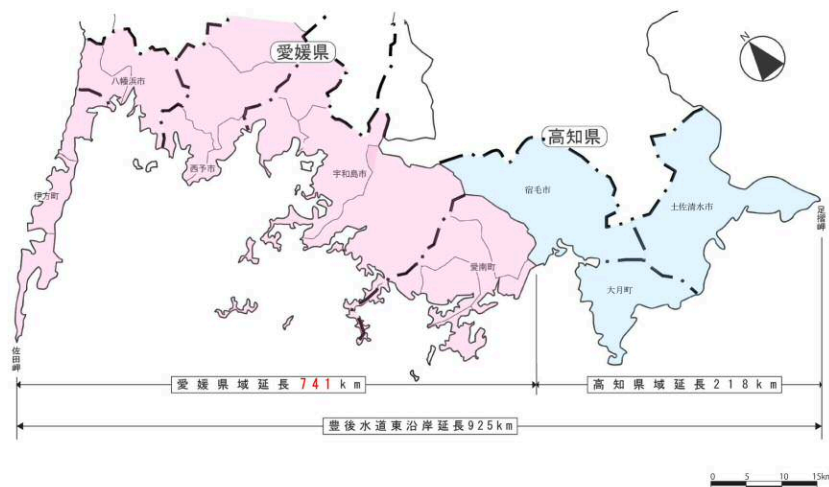 N
愛媛県
高知県
八幡浜市
伊方町
西予市
宇和島市
愛南町
宿毛市
土佐清水市
大月町
足摺岬
佐田岬
愛媛県域延長741km
高知県域延長218km
豊後水道東沿岸延長925km
0 5 10 15km